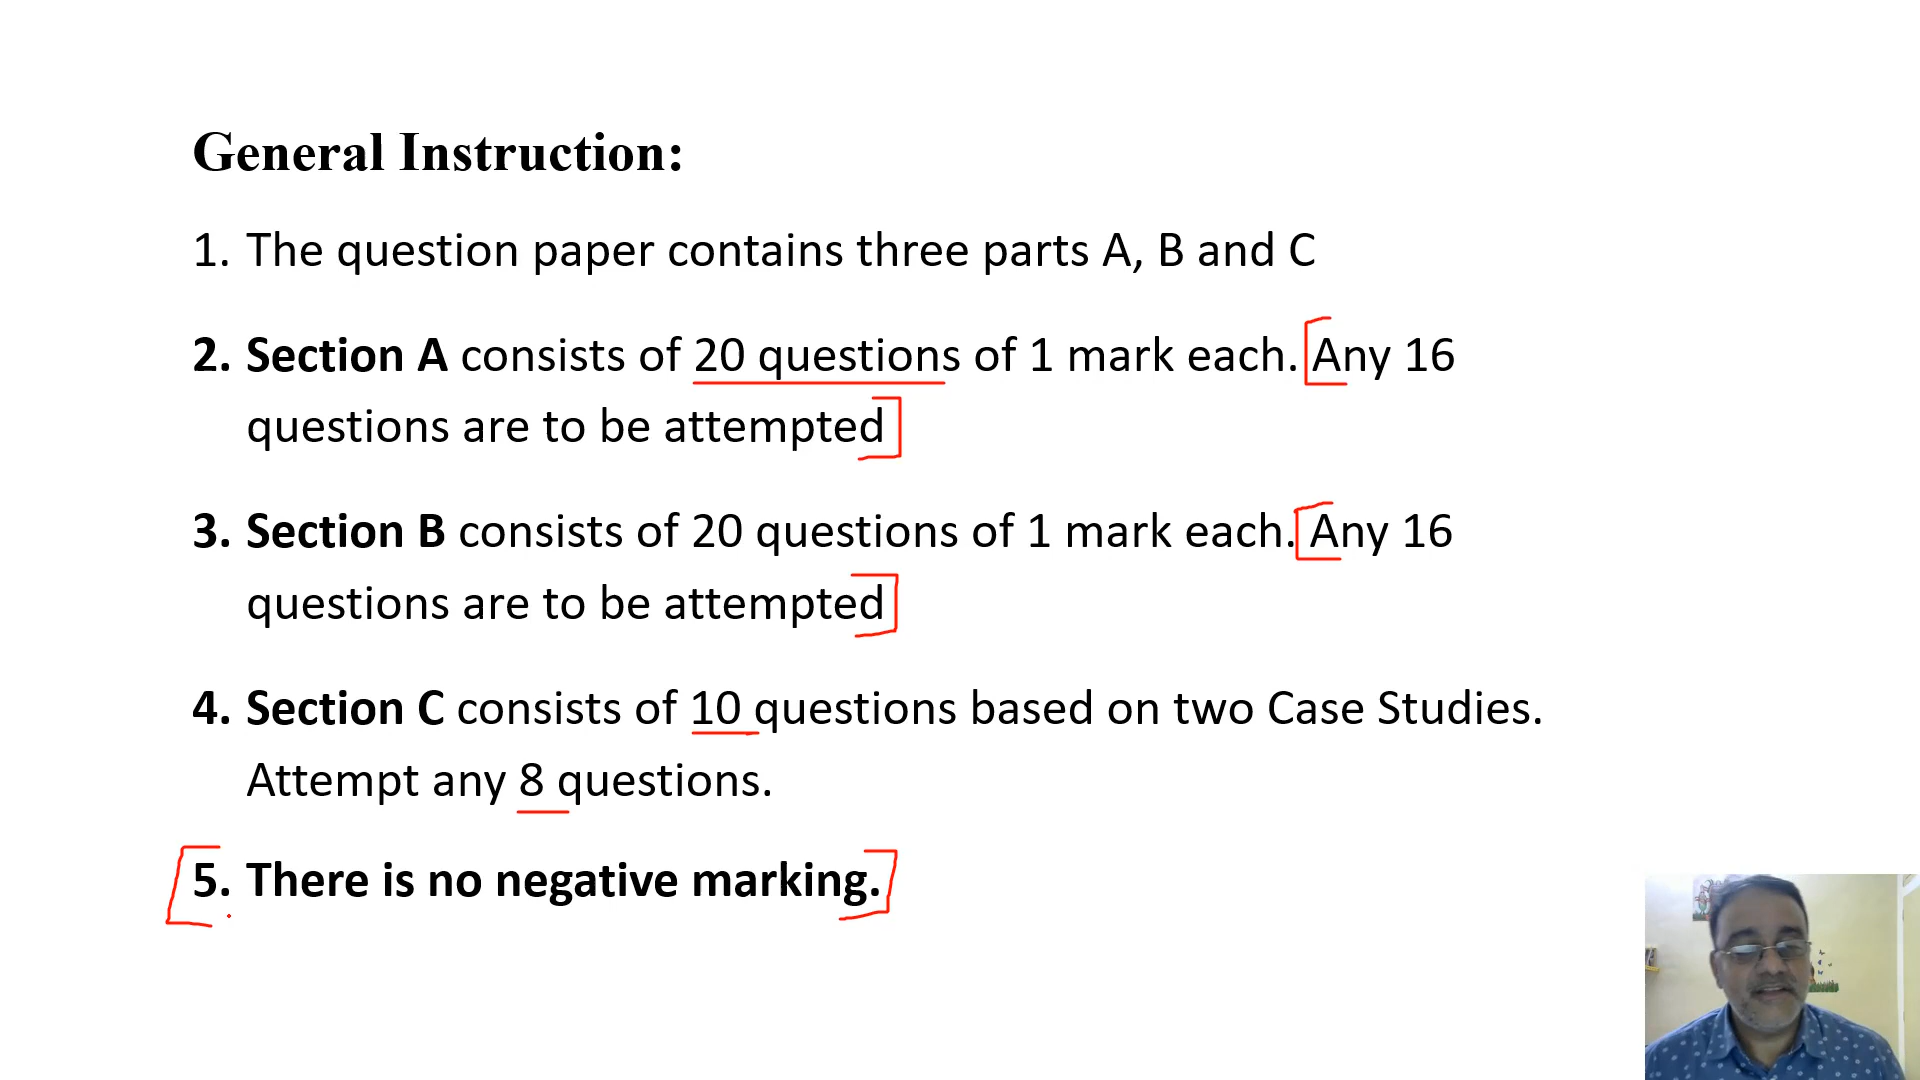 General Instruction:
1. The question paper contains three parts A, B and C
2. Section A consists of 20 questions of 1 mark each. Any 16
questions are to be attempted
3. Section B consists of 20 questions of 1 mark each. Any 16
questions are to be attempted
4. Section C consists of 10 questions based on two Case Studies.
Attempt any 8 questions.
5. There is no negative marking.